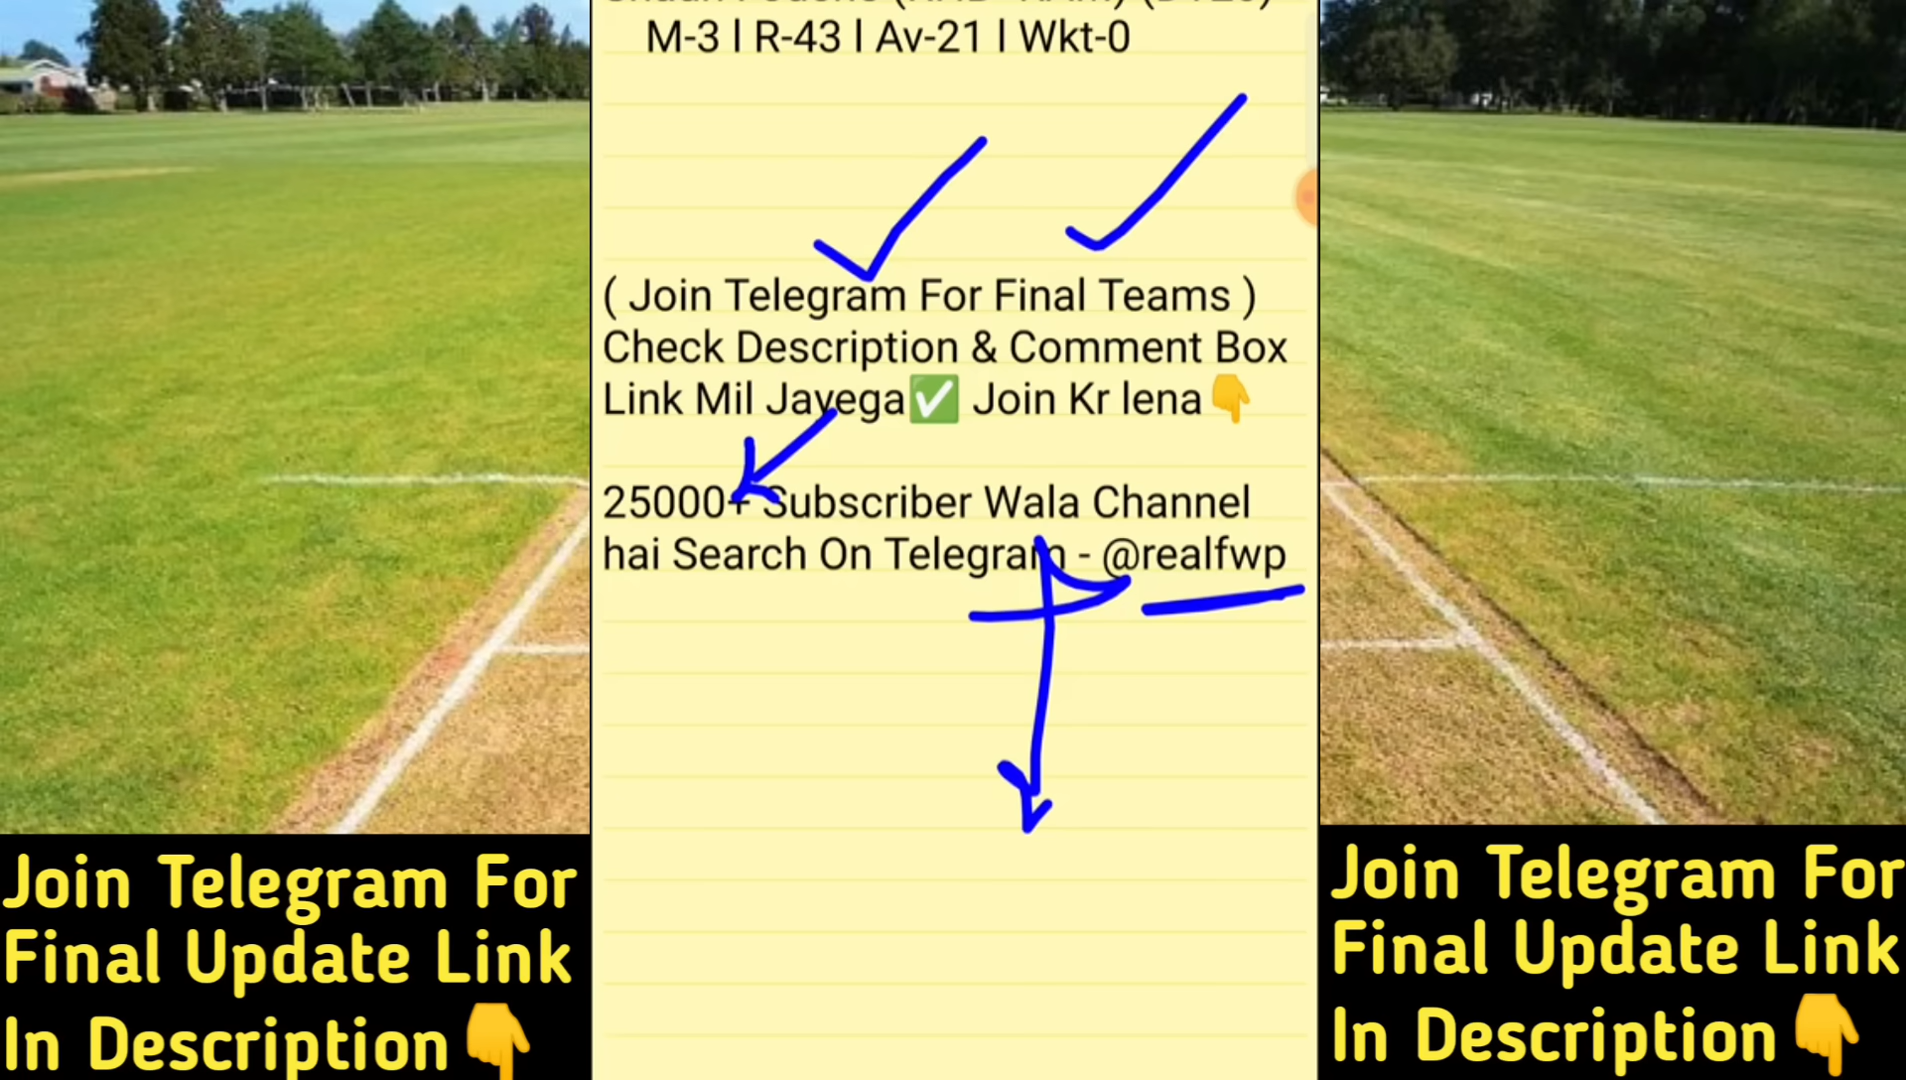 M-3 | R-43 | Av-21 | Wkt-0
( Join Telegram For Final Teams )
Check Description & Comment Box
Link Mil Jayega✅ Join Kr lena👇
25000+ Subscriber Wala Channel
hai Search On Telegram - @realfwp
Join Telegram For
Final Update Link
In Description👇
Join Telegram For
Final Update Link
In Description👇